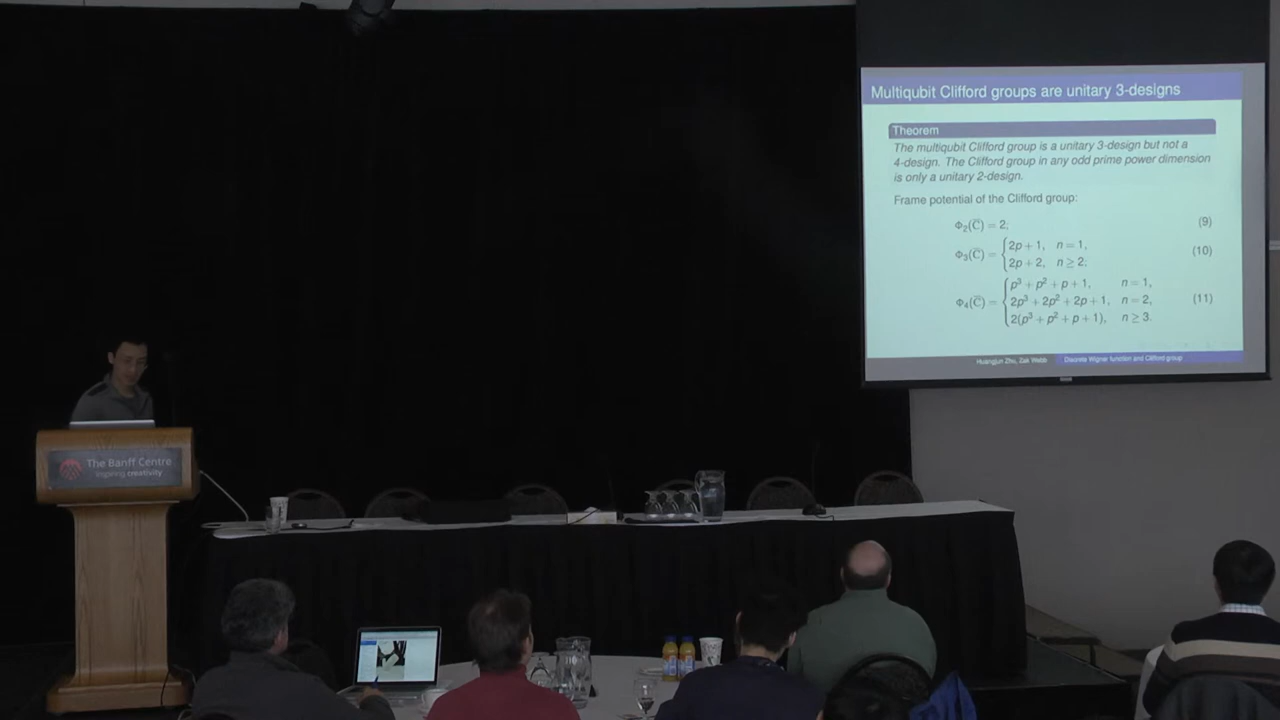 Multiqubit Clifford groups are unitary 3-designs
Theorem
The multiqubit Clifford group is a unitary 3-design but not a
4-design. The Clifford group in any odd prime power dimension
is only a unitary 2-design.
Frame potential of the Clifford group:
Φ₂(C̅) = 2; (9)
Φ₃(C̅) = { 2p + 1, n = 1,
2p + 2, n ≥ 2; (10)
Φ₄(C̅) = { p³ + p² + p + 1, n = 1,
2p³ + 2p² + 2p + 1, n = 2, (11)
2(p³ + p² + p + 1), n ≥ 3.
Huangjun Zhu, Zak Webb Discrete Wigner function and Clifford group
The Banff Centre
inspiring creativity